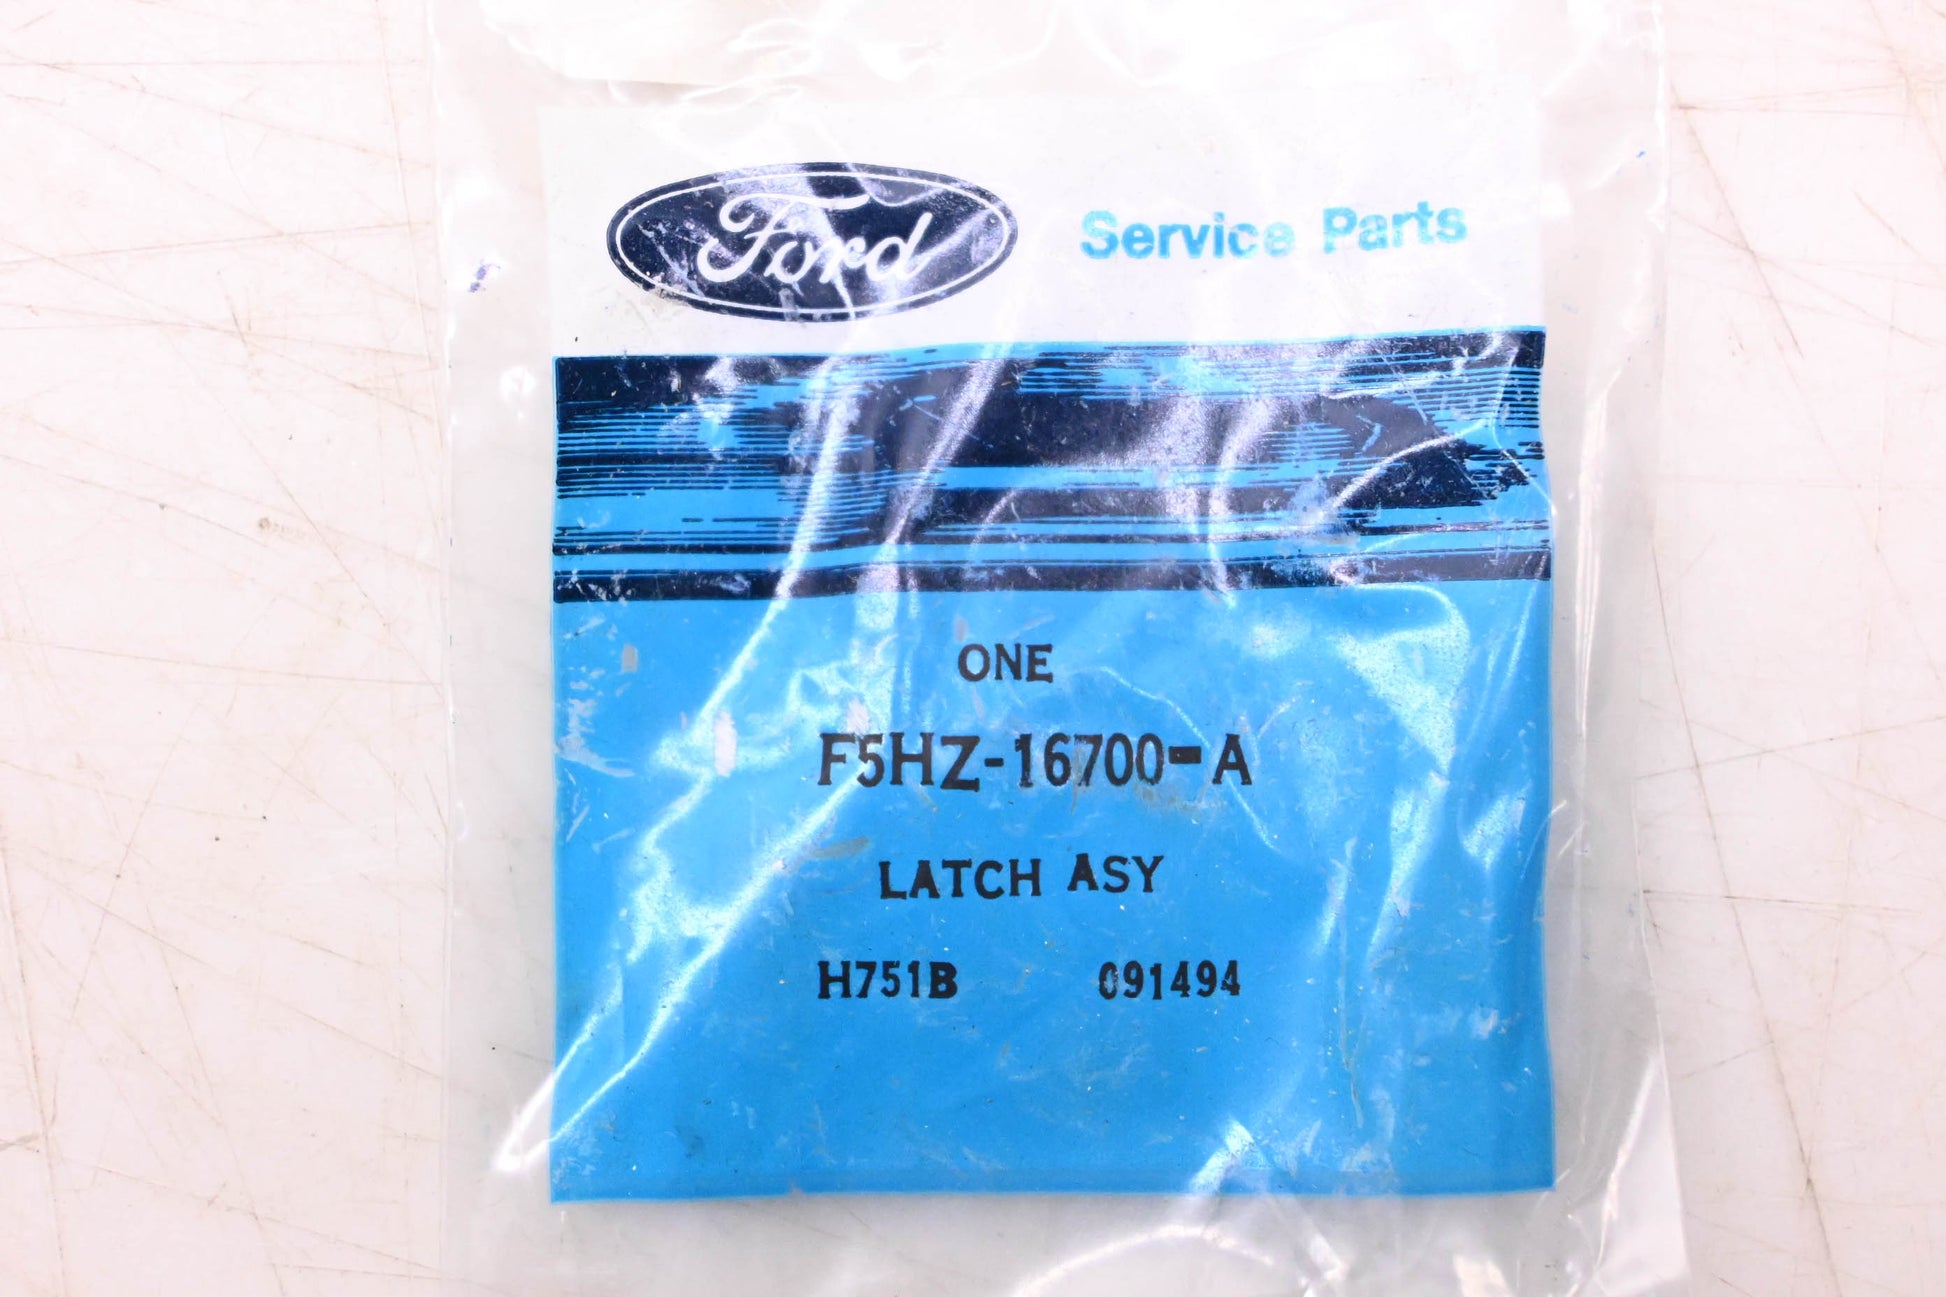 Ford Service Parts
ONE
F5HZ-16700-A
LATCH ASY
H751B 091494